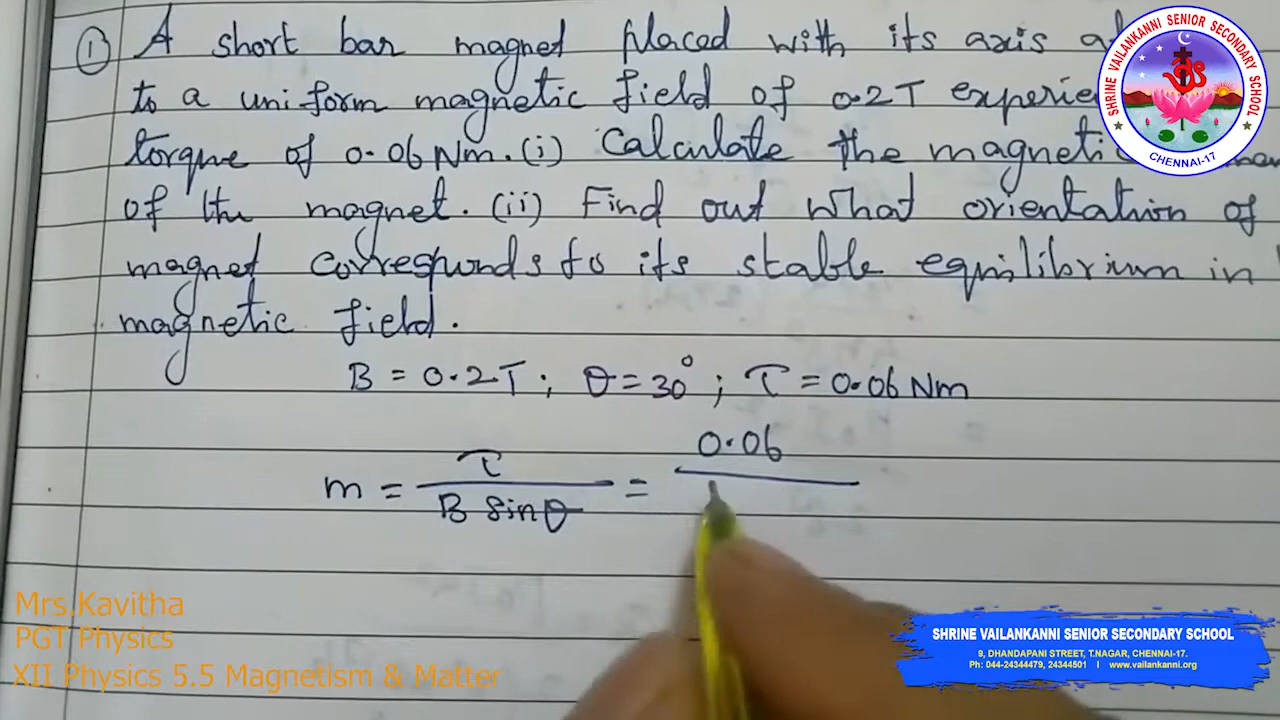 ① A short bar magnet placed with its axis at
to a uniform magnetic field of 0.2T experie
torque of 0.06 Nm. (i) Calculate the magnetic
of the magnet. (ii) Find out what orientation of
magnet corresponds to its stable equilibrium in
magnetic field.
B = 0.2T ; θ = 30° ; τ = 0.06 Nm
m = τ / B sin θ = 0.06
SHRINE VAILANKANNI SENIOR SECONDARY SCHOOL
CHENNAI-17
Mrs.Kavitha
PGT Physics
XII Physics 5.5 Magnetism & Matter
SHRINE VAILANKANNI SENIOR SECONDARY SCHOOL
9, DHANDAPANI STREET, T.NAGAR, CHENNAI-17.
Ph: 044-24344479, 24344501 | www.vailankanni.org